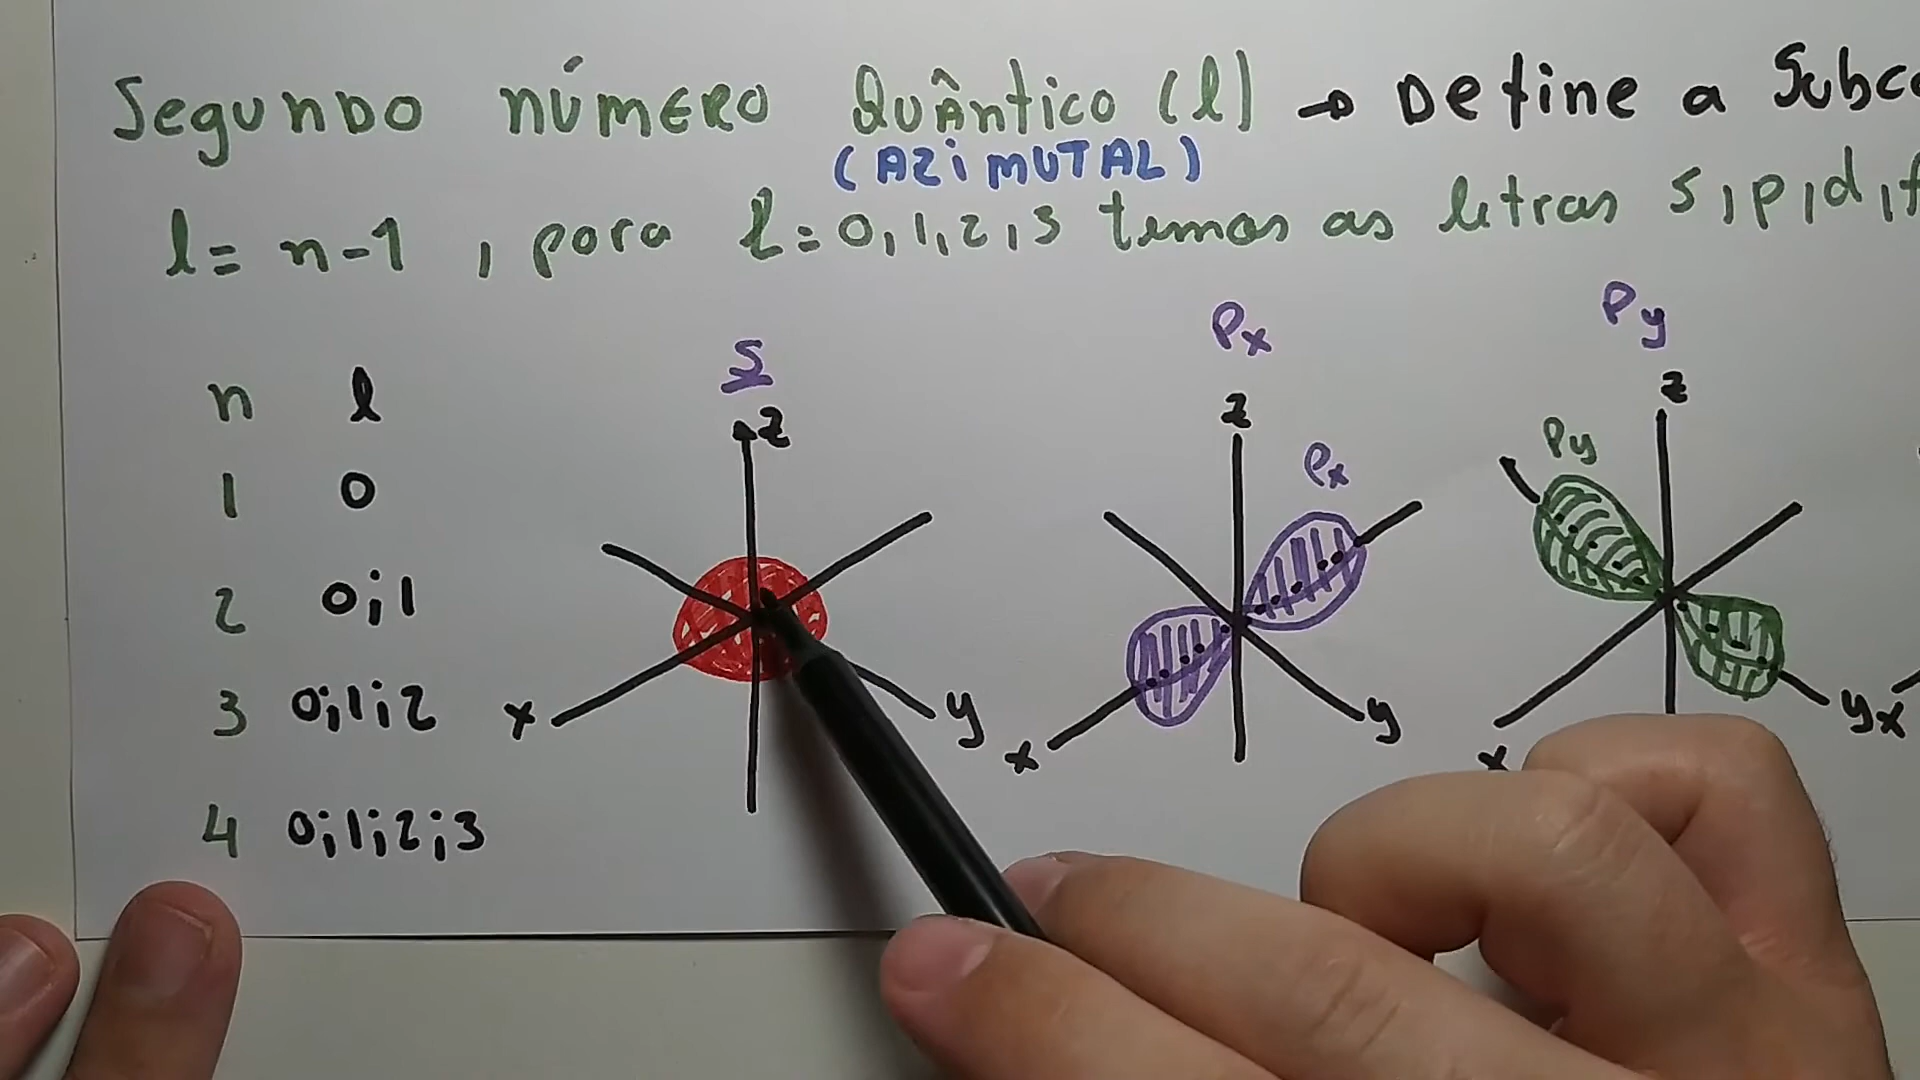 Segundo número Quântico (l) → Define a
(AZIMUTAL)
l = n-1, para l = 0,1,2,3 temos as letras s,p,d,f
n l
1 0
2 0;1
3 0;1;2
4 0;1;2;3
S
z
x
y
Px
z
Px
x
y
Py
z
Py
x
y
x